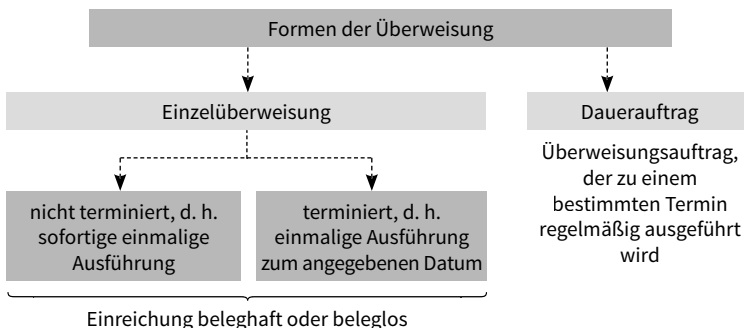 Formen der Überweisung
Einzelüberweisung
Dauerauftrag
nicht terminiert, d. h.
sofortige einmalige
Ausführung
terminiert, d. h.
einmalige Ausführung
zum angegebenen Datum
Überweisungsauftrag,
der zu einem
bestimmten Termin
regelmäßig ausgeführt
wird
Einreichung beleghaft oder beleglos